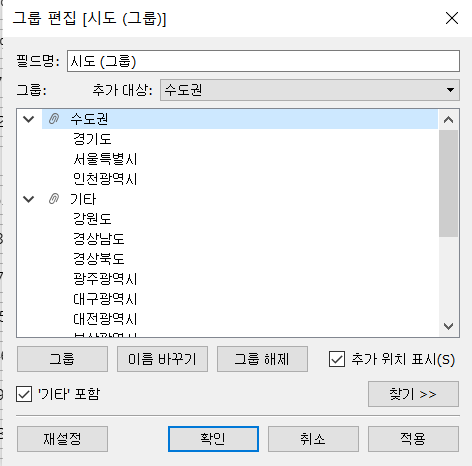 그룹 편집 [시도 (그룹)]
필드명: 시도 (그룹)
그룹: 추가 대상: 수도권
수도권
경기도
서울특별시
인천광역시
기타
강원도
경상남도
경상북도
광주광역시
대구광역시
대전광역시
그룹 이름 바꾸기 그룹 해제 추가 위치 표시(S)
'기타' 포함 찾기 >>
재설정 확인 취소 적용